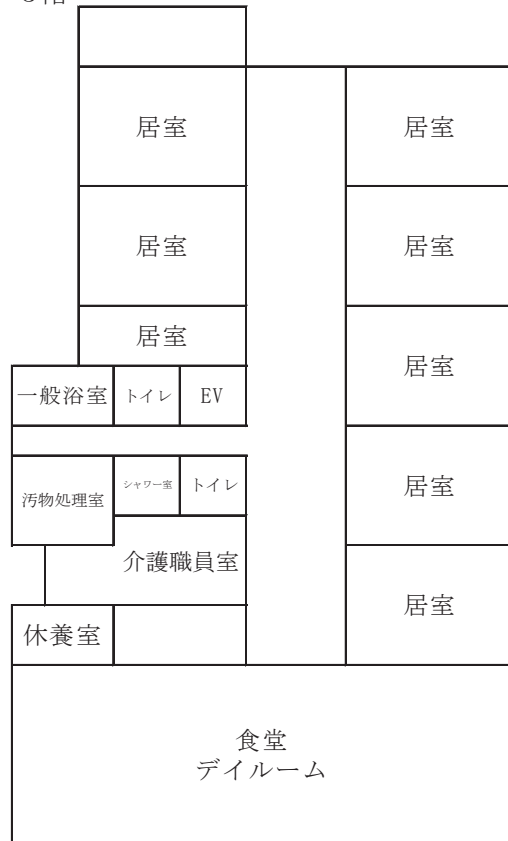 階
居室 居室
居室 居室
居室
居室
一般浴室 トイレ EV
汚物処理室 シャワー室 トイレ 居室
介護職員室
居室
休養室
食堂
デイルーム